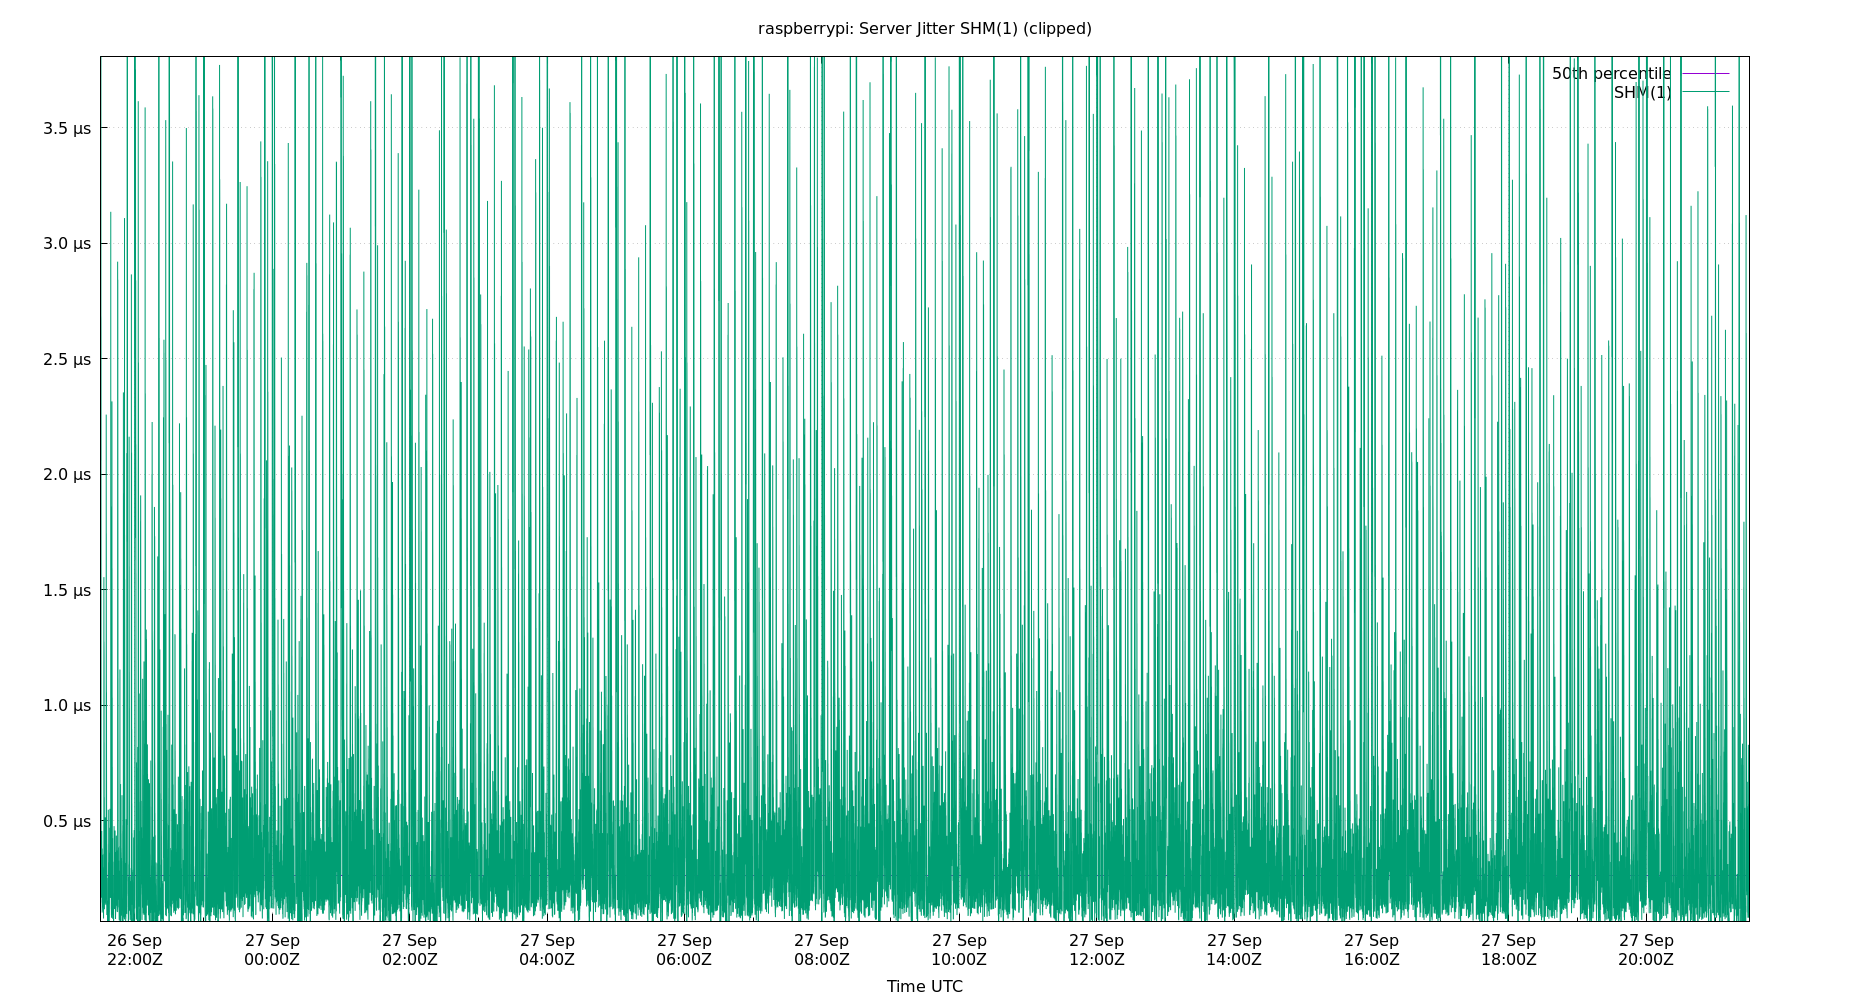 raspberrypi: Server Jitter SHM(1) (clipped)
50th percentile
SHM(1)
3.5 µs
3.0 µs
2.5 µs
2.0 µs
1.5 µs
1.0 µs
0.5 µs
26 Sep 27 Sep 27 Sep 27 Sep 27 Sep 27 Sep 27 Sep 27 Sep 27 Sep 27 Sep 27 Sep 27 Sep
22:00Z 00:00Z 02:00Z 04:00Z 06:00Z 08:00Z 10:00Z 12:00Z 14:00Z 16:00Z 18:00Z 20:00Z
Time UTC